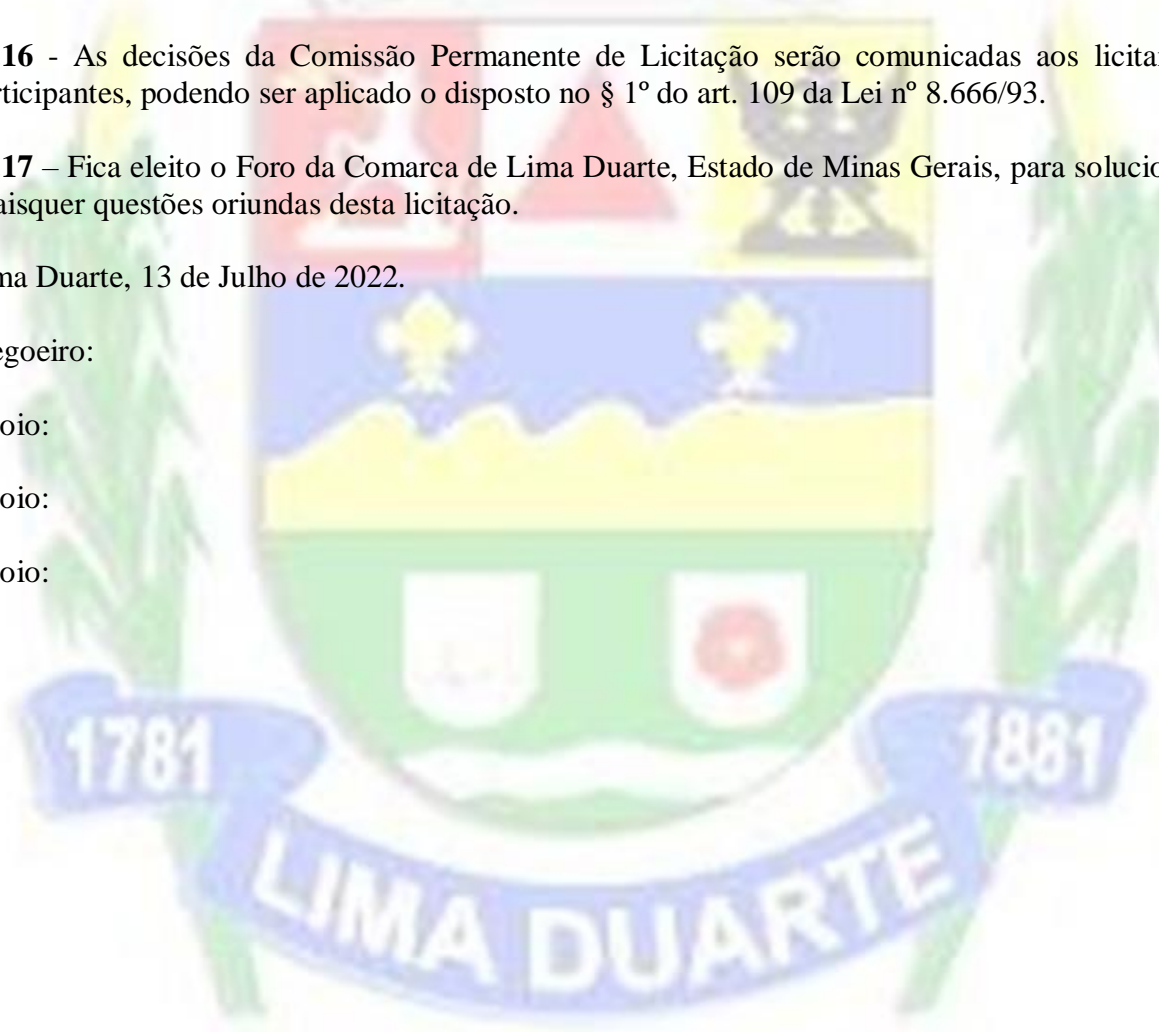 16 - As decisões da Comissão Permanente de Licitação serão comunicadas aos licita
rticipantes, podendo ser aplicado o disposto no § 1º do art. 109 da Lei nº 8.666/93.
17 – Fica eleito o Foro da Comarca de Lima Duarte, Estado de Minas Gerais, para solucio
aisquer questões oriundas desta licitação.
na Duarte, 13 de Julho de 2022.
egoeiro:
oio:
oio:
oio:
1781
1881
LIMA DUARTE